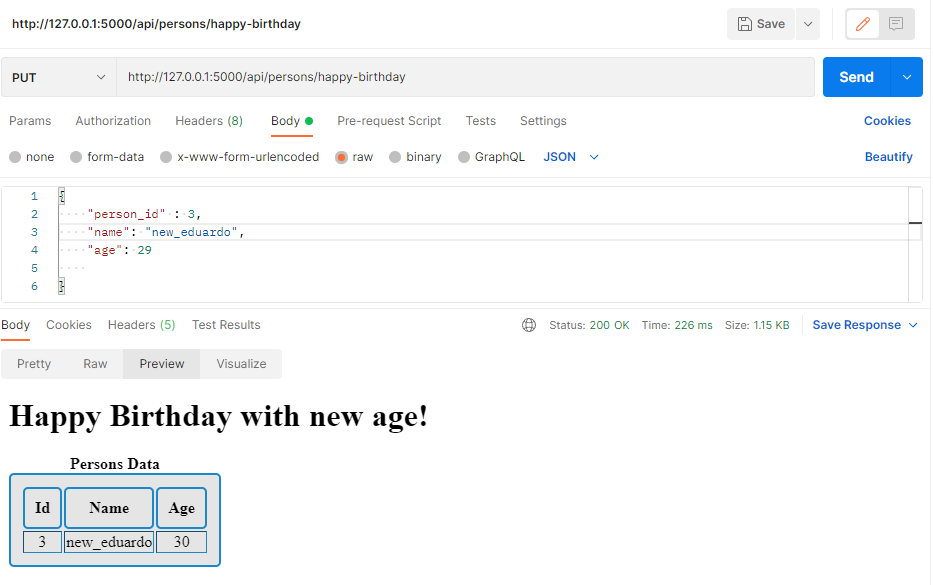 http://127.0.0.1:5000/api/persons/happy-birthday
Save
PUT
http://127.0.0.1:5000/api/persons/happy-birthday
Send
Params Authorization Headers (8) Body Pre-request Script Tests Settings Cookies
none form-data x-www-form-urlencoded raw binary GraphQL JSON Beautify
1 {
2 "person_id" : 3,
3 "name": "new_eduardo",
4 "age": 29
5
6 }
Body Cookies Headers (5) Test Results Status: 200 OK Time: 226 ms Size: 1.15 KB Save Response
Pretty Raw Preview Visualize
Happy Birthday with new age!
Persons Data
Id Name Age
3 new_eduardo 30